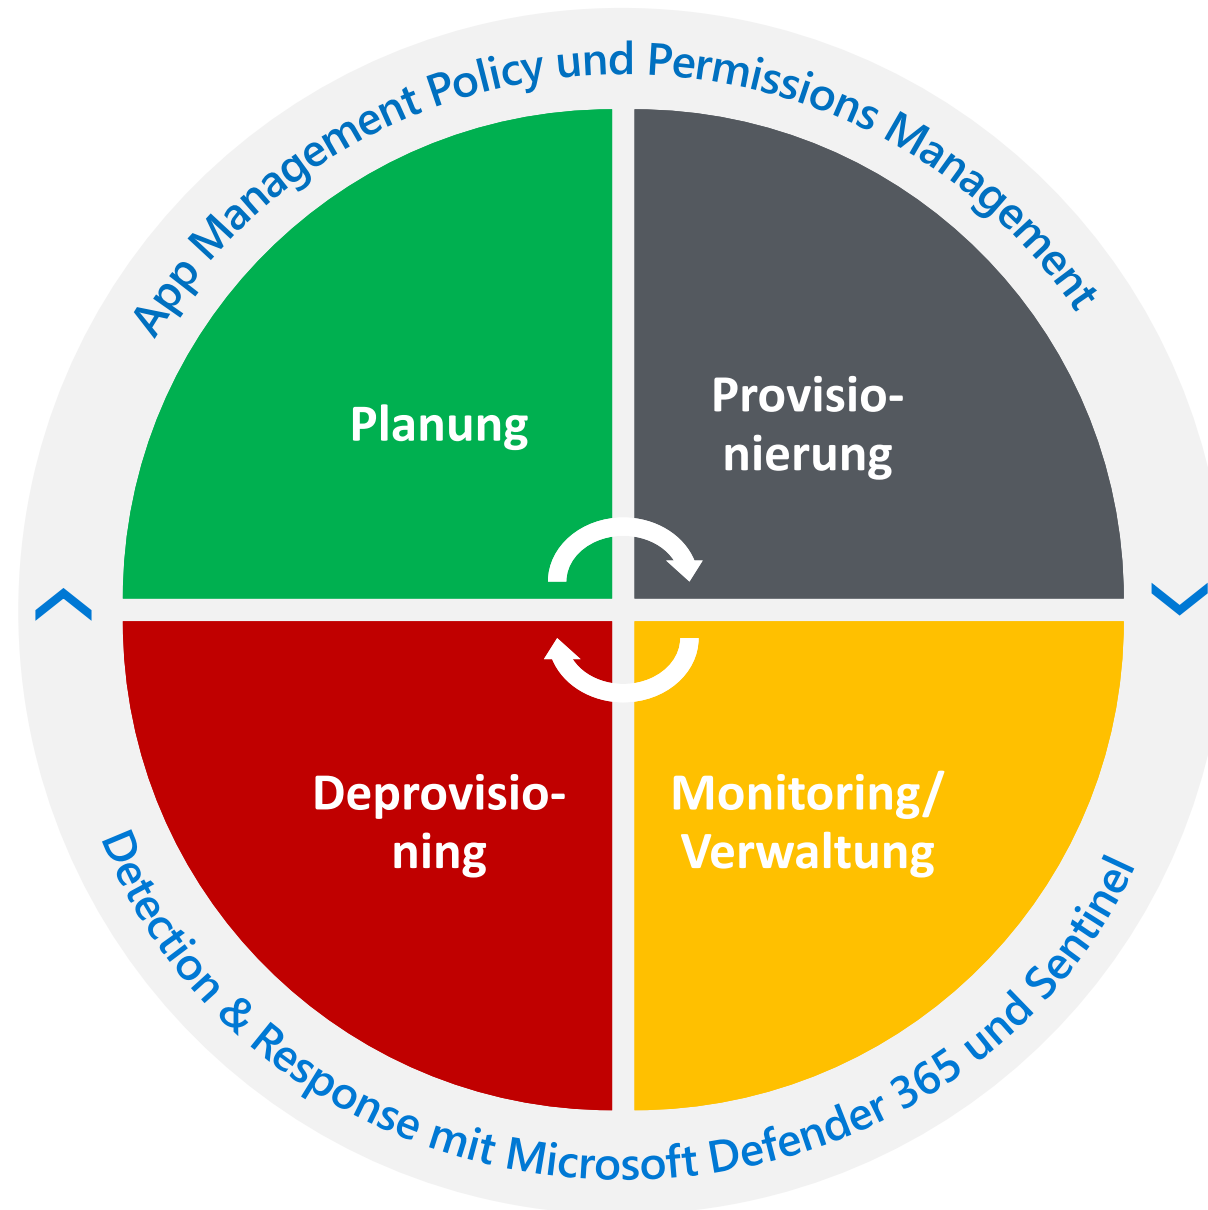 App Management Policy und Permissions Management
Planung
Provisio-
nierung
Deprovisio-
ning
Monitoring/
Verwaltung
Detection & Response mit Microsoft Defender 365 und Sentinel